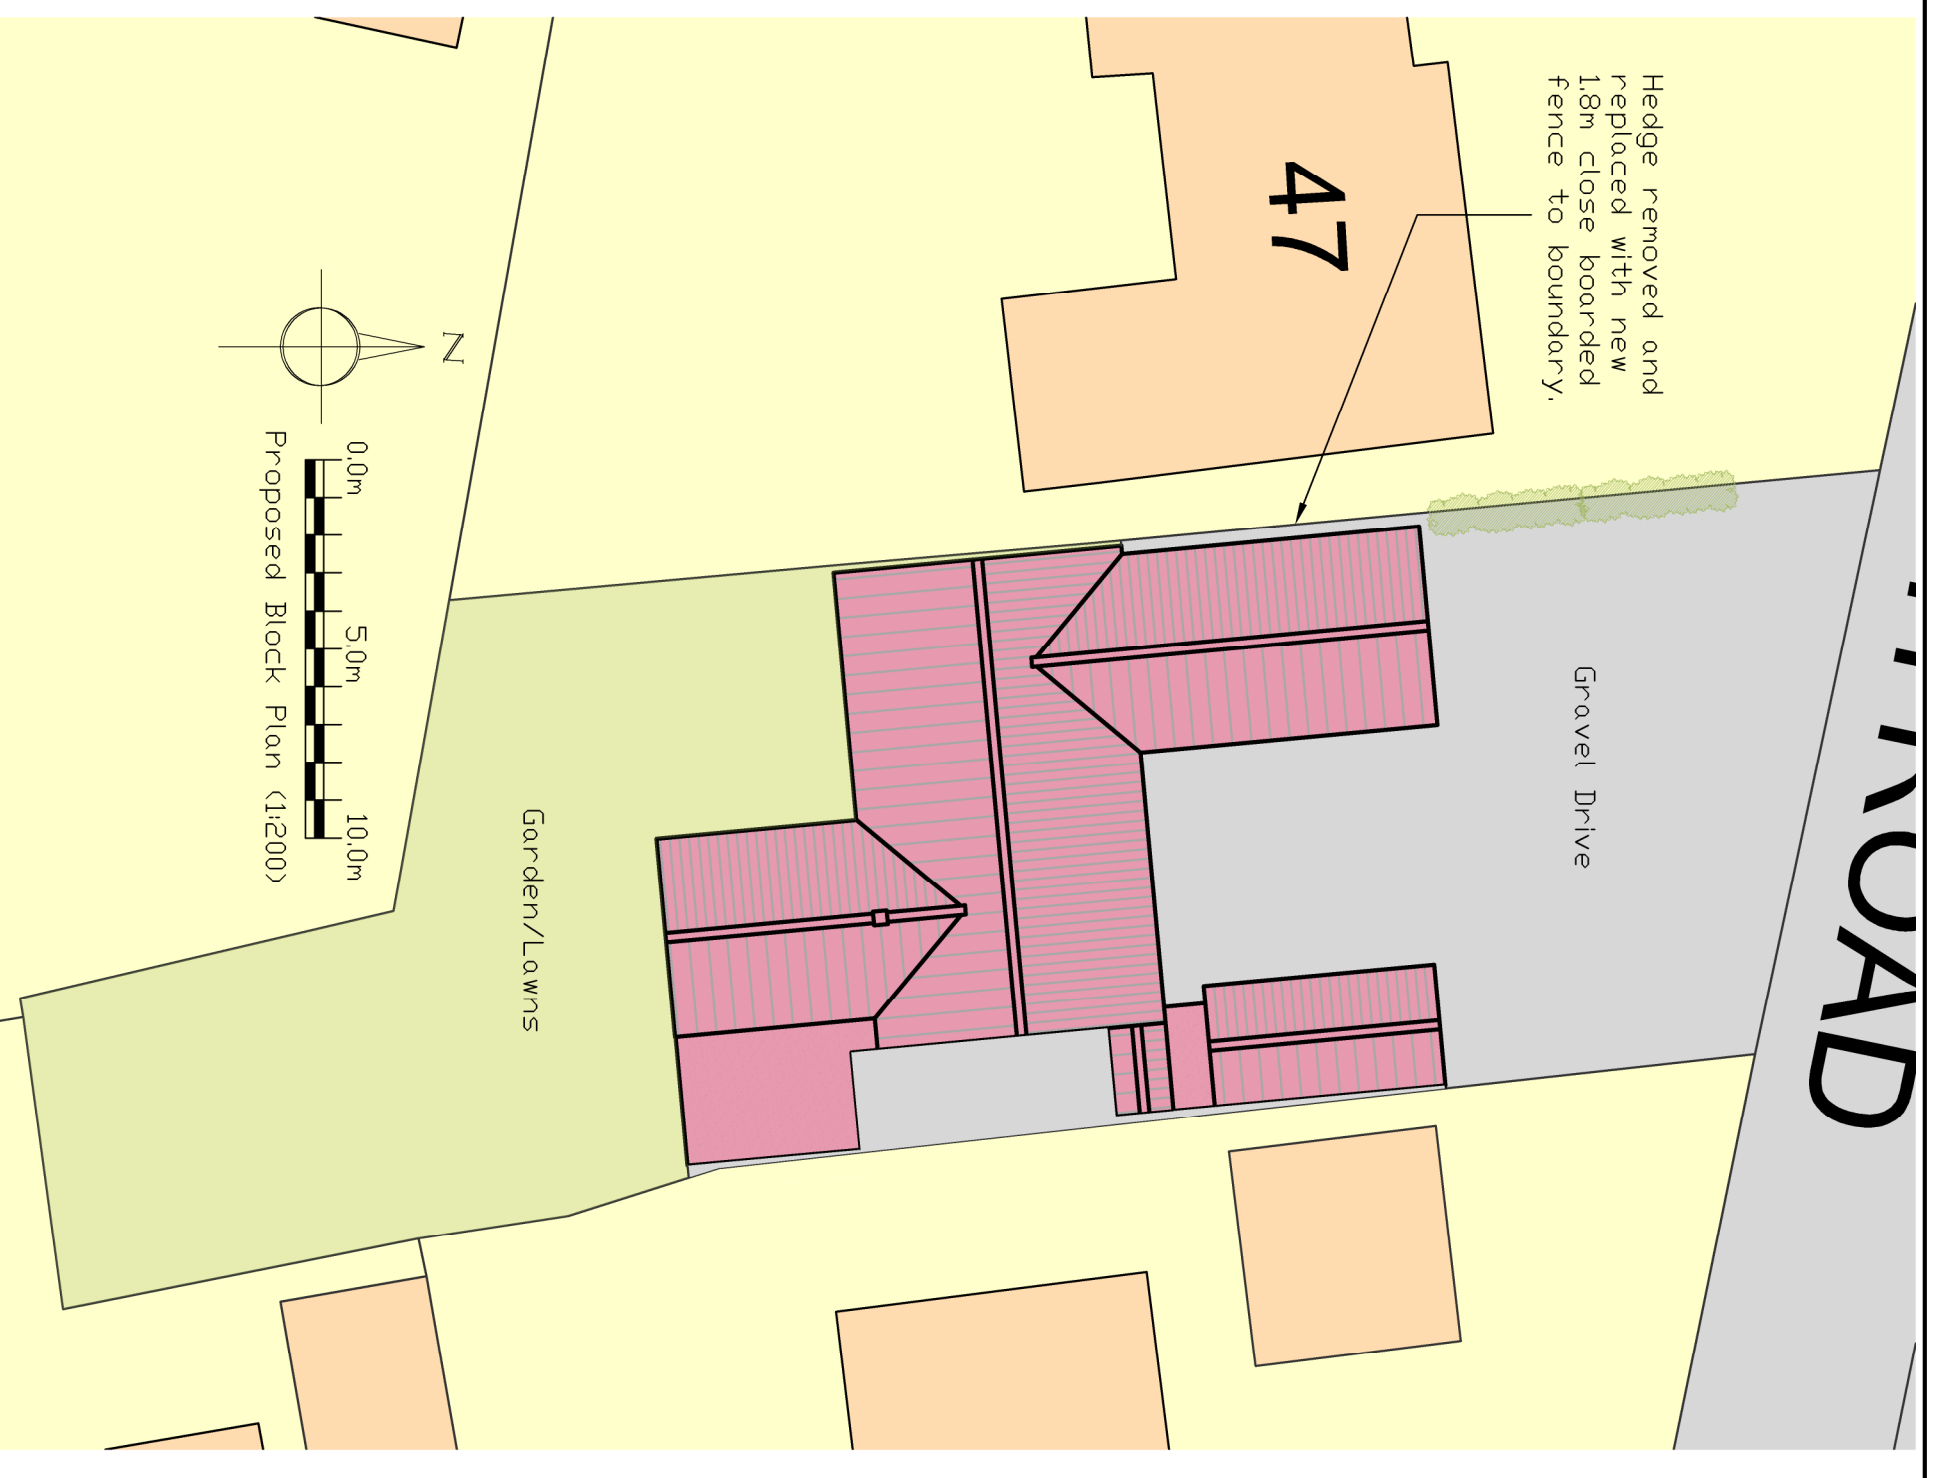 Hedge removed and
replaced with new
1.8m close boarded
fence to boundary.
47
Gravel Drive
ROAD
Garden/Lawns
N
0.0m 5.0m 10.0m
Proposed Block Plan (1:200)